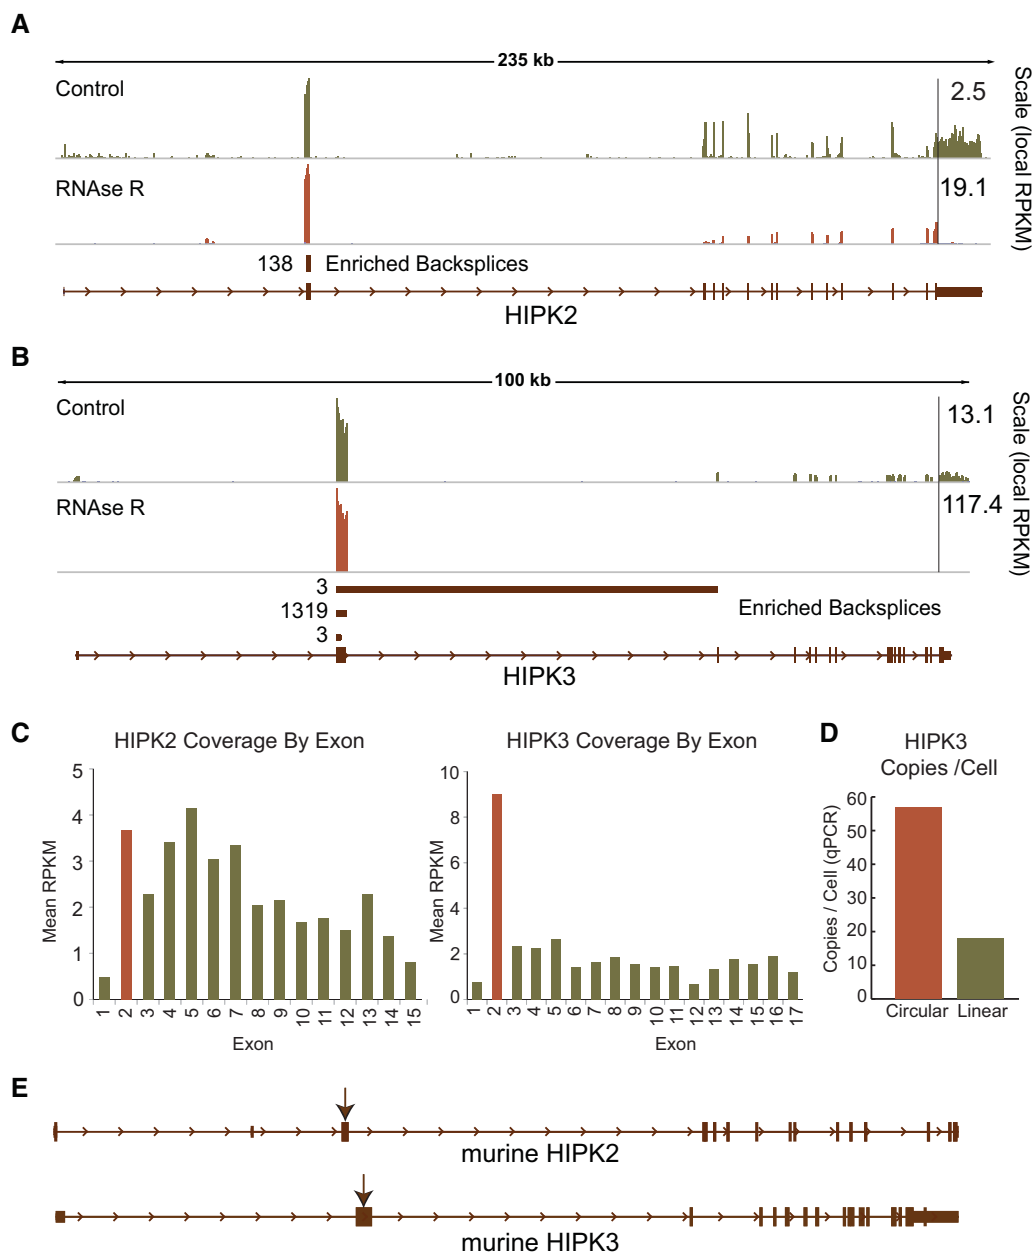 A
235 kb
Control
2.5
RNAse R
19.1
Scale (local RPKM)
138 Enriched Backsplices
HIPK2
B
100 kb
Control
13.1
RNAse R
117.4
Scale (local RPKM)
3
Enriched Backsplices
1319
3
HIPK3
C
HIPK2 Coverage By Exon
5
4
3
2
1
0
Mean RPKM
1 2 3 4 5 6 7 8 9 10 11 12 13 14 15
Exon
HIPK3 Coverage By Exon
10
8
6
4
2
0
Mean RPKM
1 2 3 4 5 6 7 8 9 10 11 12 13 14 15 16 17
Exon
D
HIPK3
Copies /Cell
60
50
40
30
20
10
0
Copies / Cell (qPCR)
Circular Linear
E
murine HIPK2
murine HIPK3